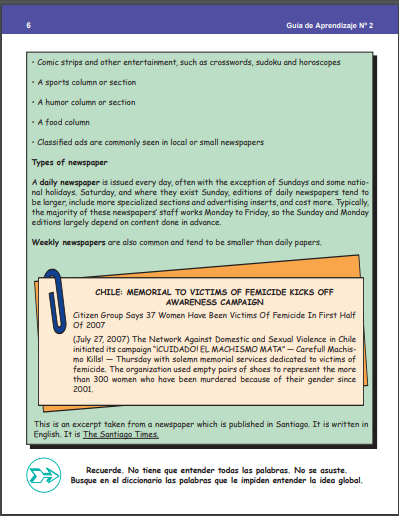 6
Guía de Aprendizaje Nº 2
• Comic strips and other entertainment, such as crosswords, sudoku and horoscopes
• A sports column or section
• A humor column or section
• A food column
• Classified ads are commonly seen in local or small newspapers
Types of newspaper
A daily newspaper is issued every day, often with the exception of Sundays and some natio-
nal holidays. Saturday, and where they exist Sunday, editions of daily newspapers tend to
be larger, include more specialized sections and advertising inserts, and cost more. Typically,
the majority of these newspapers' staff works Monday to Friday, so the Sunday and Monday
editions largely depend on content done in advance.
Weekly newspapers are also common and tend to be smaller than daily papers.
CHILE: MEMORIAL TO VICTIMS OF FEMICIDE KICKS OFF
AWARENESS CAMPAIGN
Citizen Group Says 37 Women Have Been Victims Of Femicide In First Half
Of 2007
(July 27, 2007) The Network Against Domestic and Sexual Violence in Chile
initiated its campaign "¡CUIDADO! EL MACHISMO MATA" — Careful! Machis-
mo Kills! — Thursday with solemn memorial services dedicated to victims of
femicide. The organization used empty pairs of shoes to represent the more
than 300 women who have been murdered because of their gender since
2001.
This is an excerpt taken from a newspaper which is published in Santiago. It is written in
English. It is The Santiago Times.
Recuerde. No tiene que entender todas las palabras. No se asuste.
Busque en el diccionario las palabras que le impiden entender la idea global.